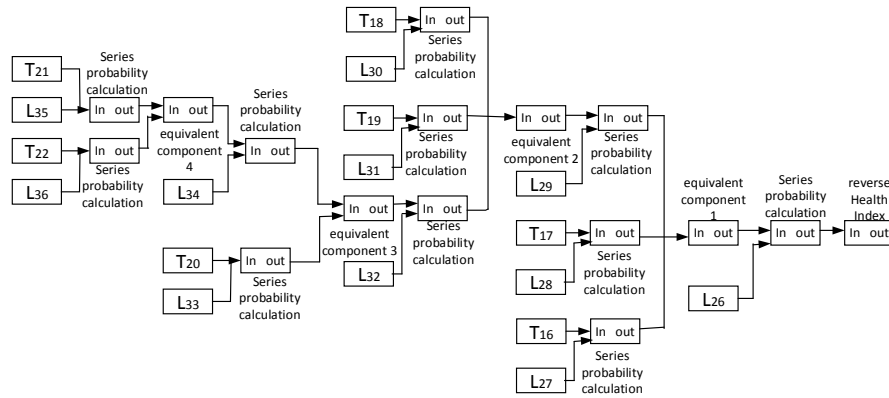 T18
In out
Series
probability
calculation
L30
T21
Series
probability
calculation
L35
In out
In out
equivalent
component
4
T22
In out
Series
probability
calculation
L36
Series
probability
calculation
In out
L34
T19
In out
Series
probability
calculation
L31
In out
equivalent
component 2
In out
Series
probability
calculation
L29
In out
equivalent
component 3
In out
Series
probability
calculation
L32
T20
In out
Series
probability
calculation
L33
T17
In out
Series
probability
calculation
L28
equivalent
component
1
In out
Series
probability
calculation
In out
reverse
Health
Index
In out
L26
T16
In out
Series
probability
calculation
L27